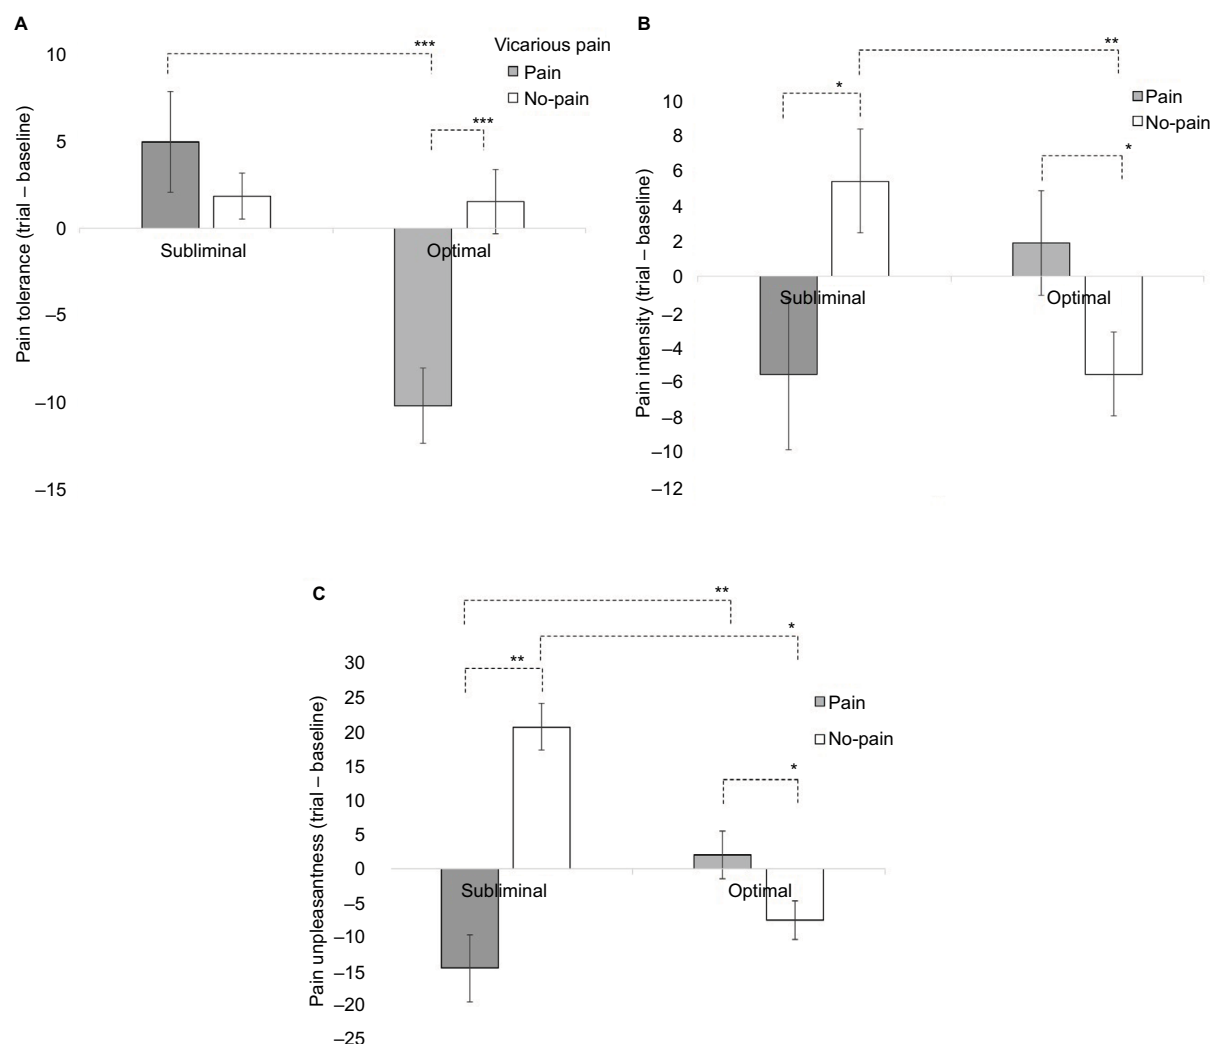 A
Pain tolerance (trial – baseline)
10
5
0
–5
–10
–15
***
***
Vicarious pain
Pain
No-pain
Subliminal
Optimal
B
Pain intensity (trial – baseline)
10
8
6
4
2
0
–2
–4
–6
–8
–10
–12
**
*
*
Pain
No-pain
Subliminal
Optimal
C
Pain unpleasantness (trial – baseline)
30
25
20
15
10
5
0
–5
–10
–15
–20
–25
**
*
**
*
Pain
No-pain
Subliminal
Optimal